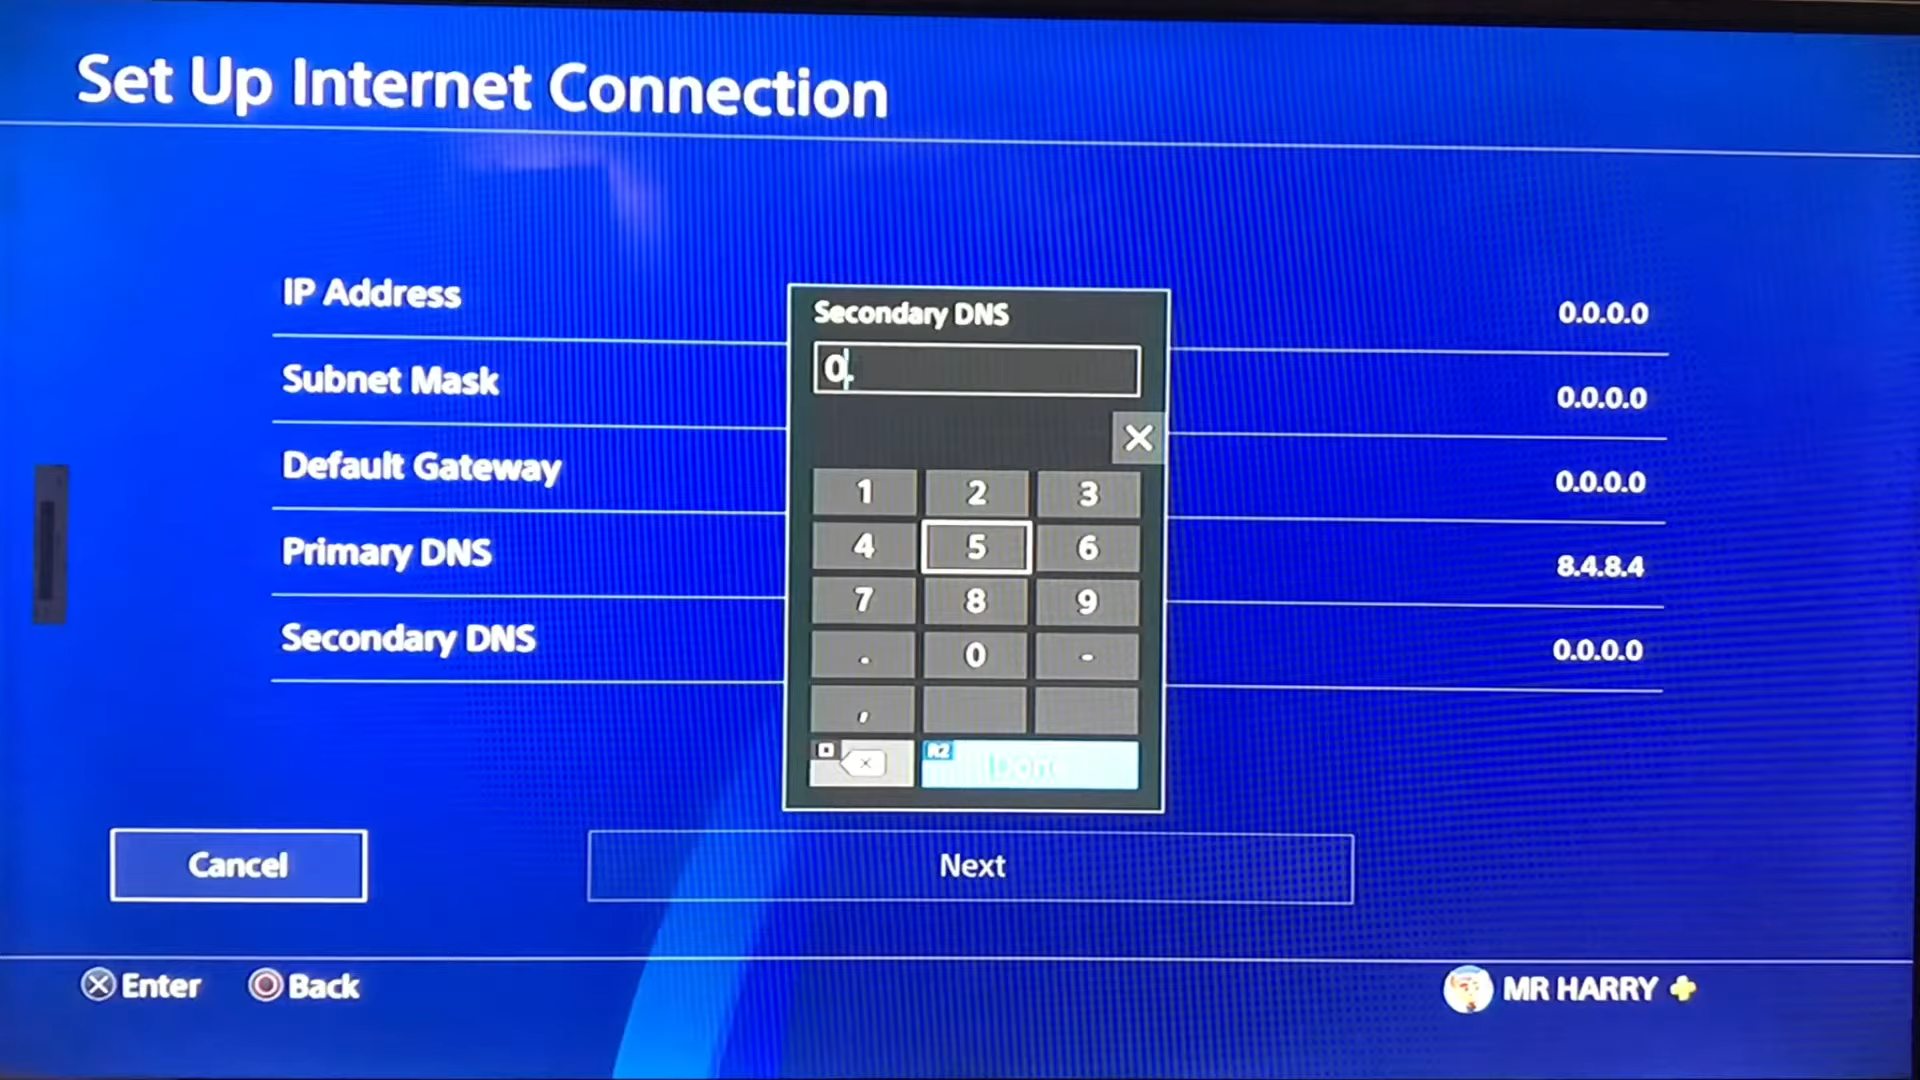 Set Up Internet Connection
IP Address 0.0.0.0
Subnet Mask 0.0.0.0
Default Gateway 0.0.0.0
Primary DNS 8.4.8.4
Secondary DNS 0.0.0.0
Secondary DNS
0.
1 2 3
4 5 6
7 8 9
. 0 -
,
R2 Done
Cancel Next
Enter Back MR HARRY